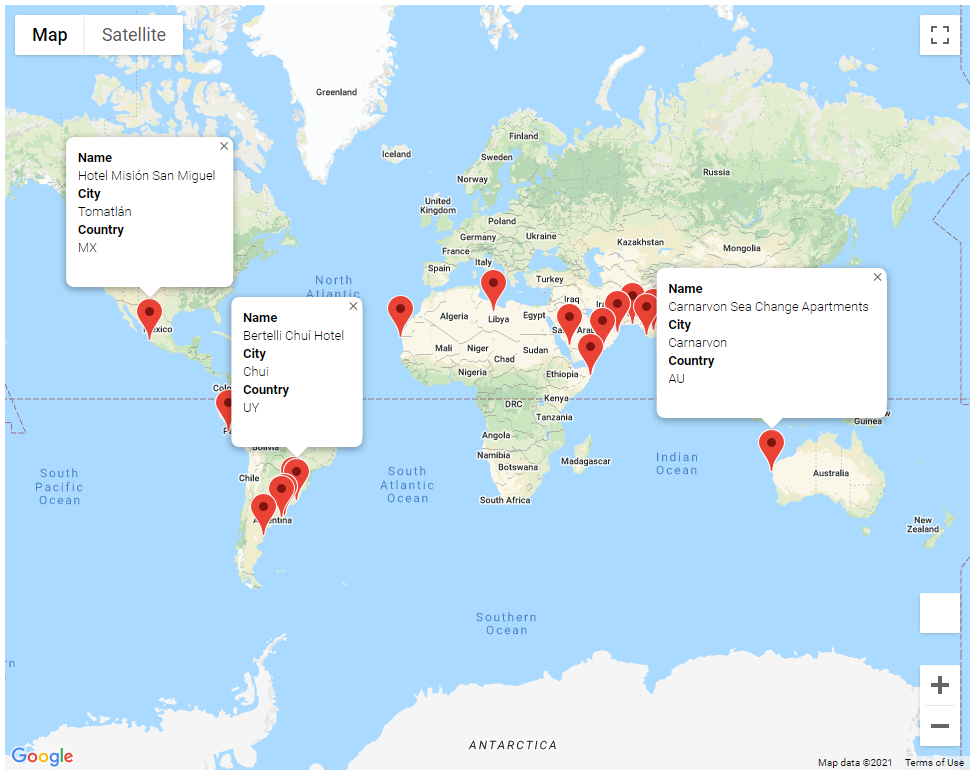 Map
Satellite
Greenland
Iceland
Finland
Sweden
Norway
Russia
United
Kingdom
Poland
Germany
Ukraine
France
Kazakhstan
Italy
Mongolia
Spain
Turkey
Name
Hotel Misión San Miguel
City
Tomatlán
Country
MX
North
Atlantic
Name
Bertelli Chuí Hotel
City
Chui
Country
UY
Name
Carnarvon Sea Change Apartments
City
Carnarvon
Country
AU
Iraq
Algeria
Libya
Egypt
Mali
Niger
Chad
Sudan
Nigeria
Ethiopia
DRC
Kenya
Tanzania
Guinea
Angola
Namibia
Botswana
Madagascar
South Africa
Bolivia
Chile
Indian
Ocean
Australia
South
Pacific
Ocean
South
Atlantic
Ocean
New
Zealand
Southern
Ocean
ANTARCTICA
Google
Map data ©2021
Terms of Use